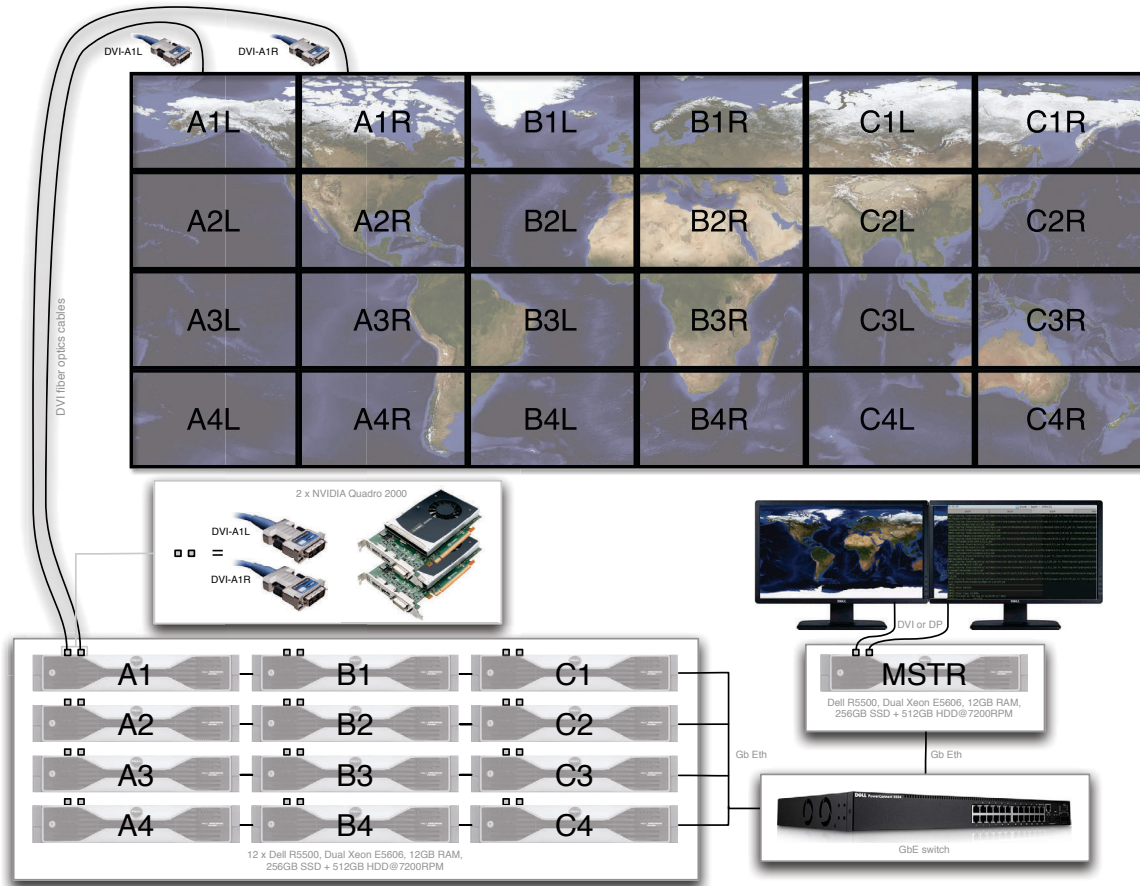 DVI-A1L
DVI-A1R
A1L A1R B1L B1R C1L C1R
A2L A2R B2L B2R C2L C2R
A3L A3R B3L B3R C3L C3R
A4L A4R B4L B4R C4L C4R
DVI fiber optics cables
2 x NVIDIA Quadro 2000
DVI-A1L
=
DVI-A1R
DELL
DELL
DVI or DP
A1 B1 C1
A2 B2 C2
A3 B3 C3
A4 B4 C4
12 x Dell R5500, Dual Xeon E5606, 12GB RAM,
256GB SSD + 512GB HDD@7200RPM
Gb Eth
MSTR
Dell R5500, Dual Xeon E5606, 12GB RAM,
256GB SSD + 512GB HDD@7200RPM
Gb Eth
DELL PowerConnect
GbE switch